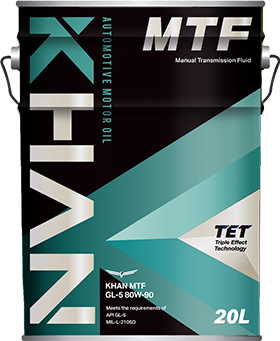 KHAN
AUTOMOTIVE MOTOR OIL
MTF
Manual Transmission Fluid
TET
Triple Effect
Technology
KHAN MTF
GL-5 80W-90
Meets the requirements of
API GL-5
MIL-L-2105D
20L